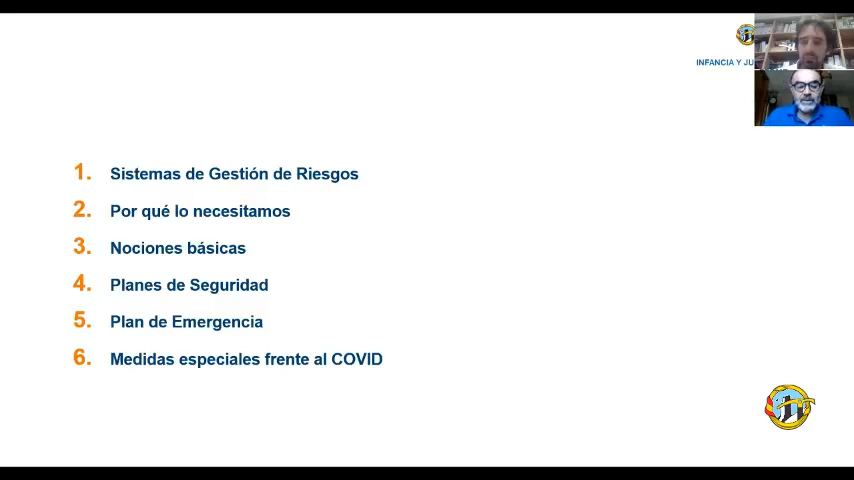 INFANCIA Y JU
1. Sistemas de Gestión de Riesgos
2. Por qué lo necesitamos
3. Nociones básicas
4. Planes de Seguridad
5. Plan de Emergencia
6. Medidas especiales frente al COVID